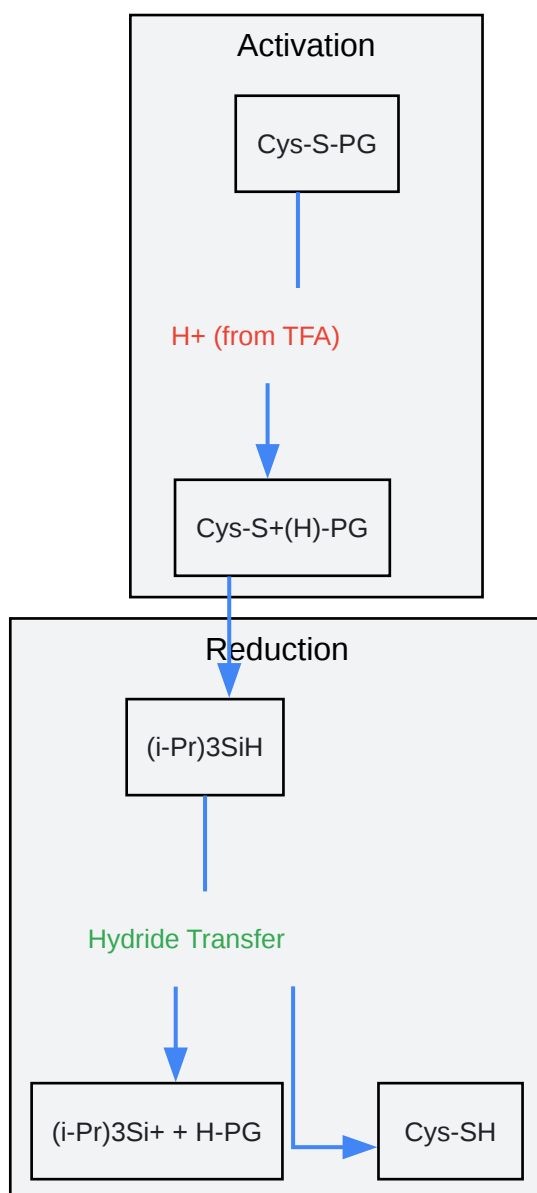 Activation
Cys-S-PG
H+ (from TFA)
Cys-S+(H)-PG
Reduction
(i-Pr)3SiH
Hydride Transfer
(i-Pr)3Si+ + H-PG
Cys-SH